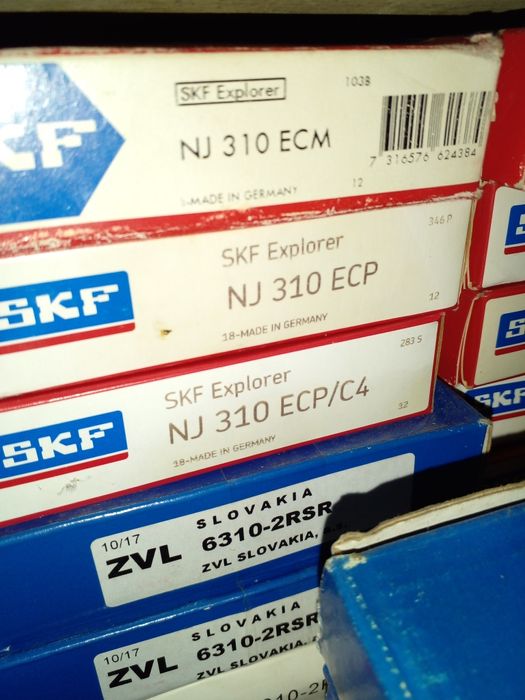 SKF
SKF Explorer
1038
NJ 310 ECM
7 316576 624384
MADE IN GERMANY
12
SKF Explorer
346 P
NJ 310 ECP
12
SKF
18-MADE IN GERMANY
283 S
SKF Explorer
NJ 310 ECP/C4
32
SKF
18-MADE IN GERMANY
SKF
10/17
SLOVAKIA
ZVL
6310-2RSR
ZVL SLOVAKIA,
10/17
SLOVAKIA
ZVL
6310-2RSR
ZVL SLOVAKIA,